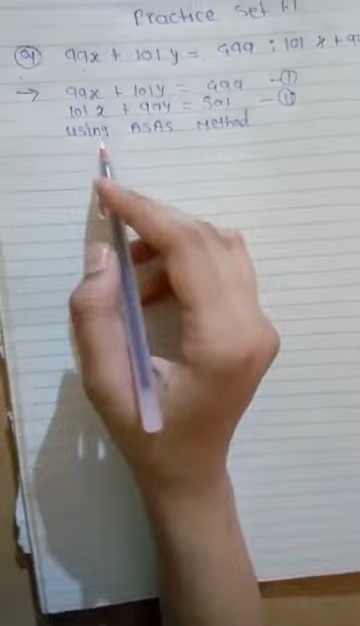 Practice Set 1.1
99x + 101y = 499 ; 101x + 99
→ 99x + 101y = 499 - ①
101x + 99y = 501 - ②
Using ASAS Method